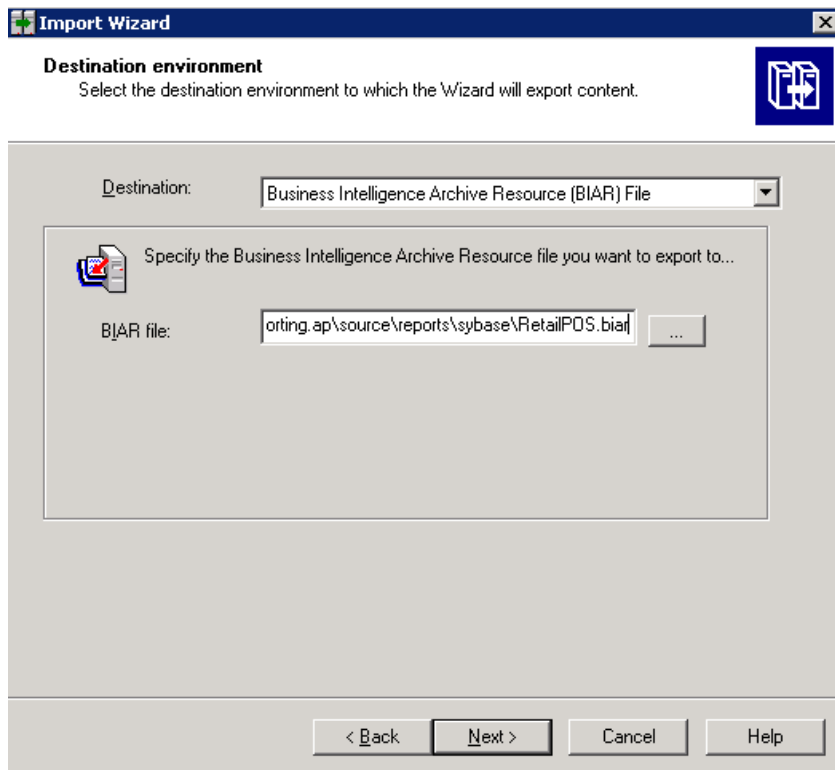 Import Wizard
Destination environment
Select the destination environment to which the Wizard will export content.
Destination:
Business Intelligence Archive Resource (BIAR) File
Specify the Business Intelligence Archive Resource file you want to export to...
BIAR file:
orting.ap\source\reports\sybase\RetailPOS.biar
...
< Back
Next >
Cancel
Help